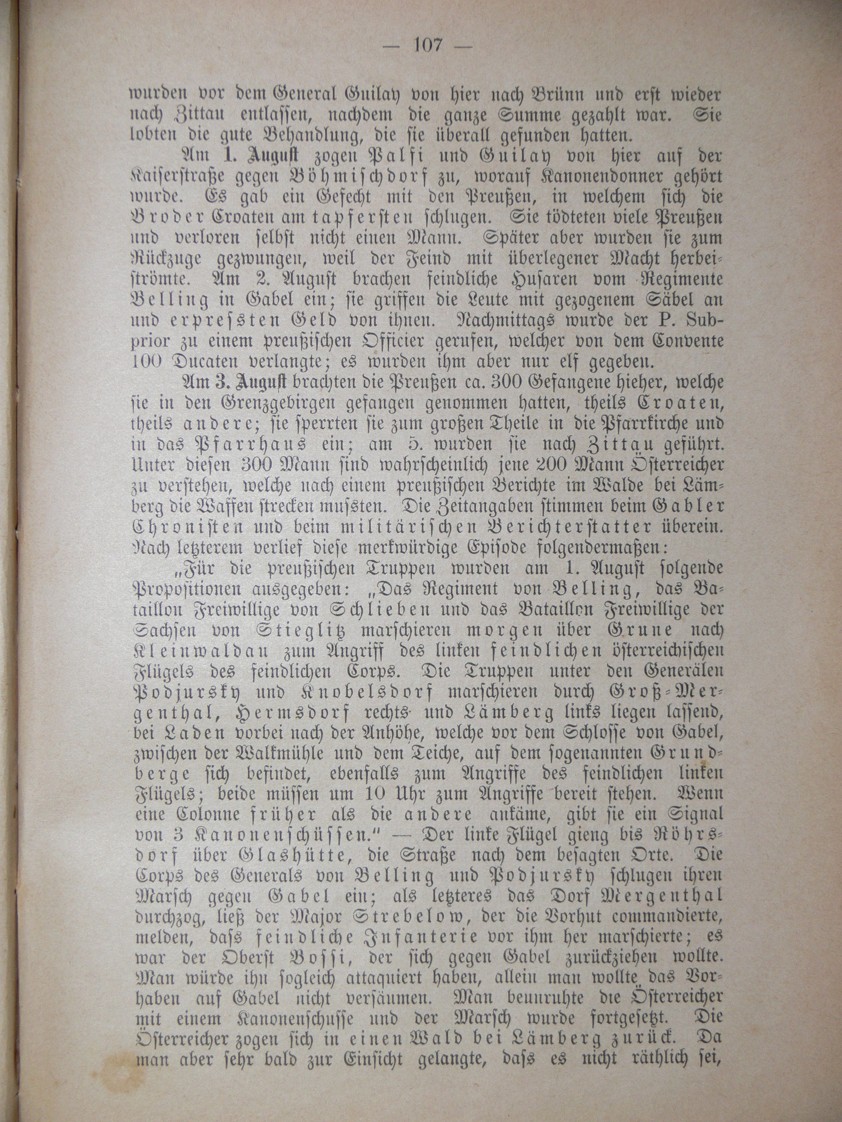 — 107 —
wurden vor dem General Guilay von hier nach Brünn und erst wieder
nach Zittau entlassen, nachdem die ganze Summe gezahlt war. Sie
lobten die gute Behandlung, die sie überall gefunden hatten.
Am 1. August zogen Palfi und Guilay von hier auf der
Kaiserstraße gegen Böhmischdorf zu, worauf Kanonendonner gehört
wurde. Es gab ein Gefecht mit den Preußen, in welchem sich die
Brober Croaten am tapfersten schlugen. Sie tödteten viele Preußen
und verloren selbst nicht einen Mann. Später aber wurden sie zum
Rückzuge gezwungen, weil der Feind mit überlegener Macht herbei-
strömte. Am 2. August brachen feindliche Husaren vom Regimente
Belling in Gabel ein; sie griffen die Leute mit gezogenem Säbel an
und erpressten Geld von ihnen. Nachmittags wurde der P. Sub-
prior zu einem preußischen Officier gerufen, welcher von dem Convente
100 Ducaten verlangte; es wurden ihm aber nur elf gegeben.
Am 3. August brachten die Preußen ca. 300 Gefangene hieher, welche
sie in den Grenzgebirgen gefangen genommen hatten, theils Croaten,
theils andere; sie sperrten sie zum großen Theile in die Pfarrkirche und
in das Pfarrhaus ein; am 5. wurden sie nach Zittau geführt.
Unter diesen 300 Mann sind wahrscheinlich jene 200 Mann Österreicher
zu verstehen, welche nach einem preußischen Berichte im Walde bei Läm-
berg die Waffen strecken mussten. Die Zeitangaben stimmen beim Gabler
Chronisten und beim militärischen Berichterstatter überein.
Nach letzterem verlief diese merkwürdige Episode folgendermaßen:
„Für die preußischen Truppen wurden am 1. August folgende
Propositionen ausgegeben: „Das Regiment von Belling, das Ba-
taillon Freiwillige von Schlieben und das Bataillon Freiwillige der
Sachsen von Stieglitz marschieren morgen über Grune nach
Kleinwaldau zum Angriff des linken feindlichen österreichischen
Flügels des feindlichen Corps. Die Truppen unter den Generälen
Podjursky und Knobelsdorf marschieren durch Groß-Mer-
genthal, Hermsdorf rechts und Lämberg links liegen lassend,
bei Laden vorbei nach der Anhöhe, welche vor dem Schlosse von Gabel,
zwischen der Walkmühle und dem Teiche, auf dem sogenannten Grund-
berge sich befindet, ebenfalls zum Angriffe des feindlichen linken
Flügels; beide müssen um 10 Uhr zum Angriffe bereit stehen. Wenn
eine Colonne früher als die andere ankäme, gibt sie ein Signal
von 3 Kanonenschüssen.“ — Der linke Flügel gieng bis Röhrs-
dorf über Glashütte, die Straße nach dem besagten Orte. Die
Corps des Generals von Belling und Podjursky schlugen ihren
Marsch gegen Gabel ein; als letzteres das Dorf Mergenthal
durchzog, ließ der Major Strebelow, der die Vorhut commandierte,
melden, dass feindliche Infanterie vor ihm her marschierte; es
war der Oberst Bossi, der sich gegen Gabel zurückziehen wollte.
Man würde ihn sogleich attaquiert haben, allein man wollte das Vor-
haben auf Gabel nicht versäumen. Man beunruhte die Österreicher
mit einem Kanonenschusse und der Marsch wurde fortgesetzt. Die
Österreicher zogen sich in einen Wald bei Lämberg zurück. Da
man aber sehr bald zur Einsicht gelangte, dass es nicht räthlich sei,